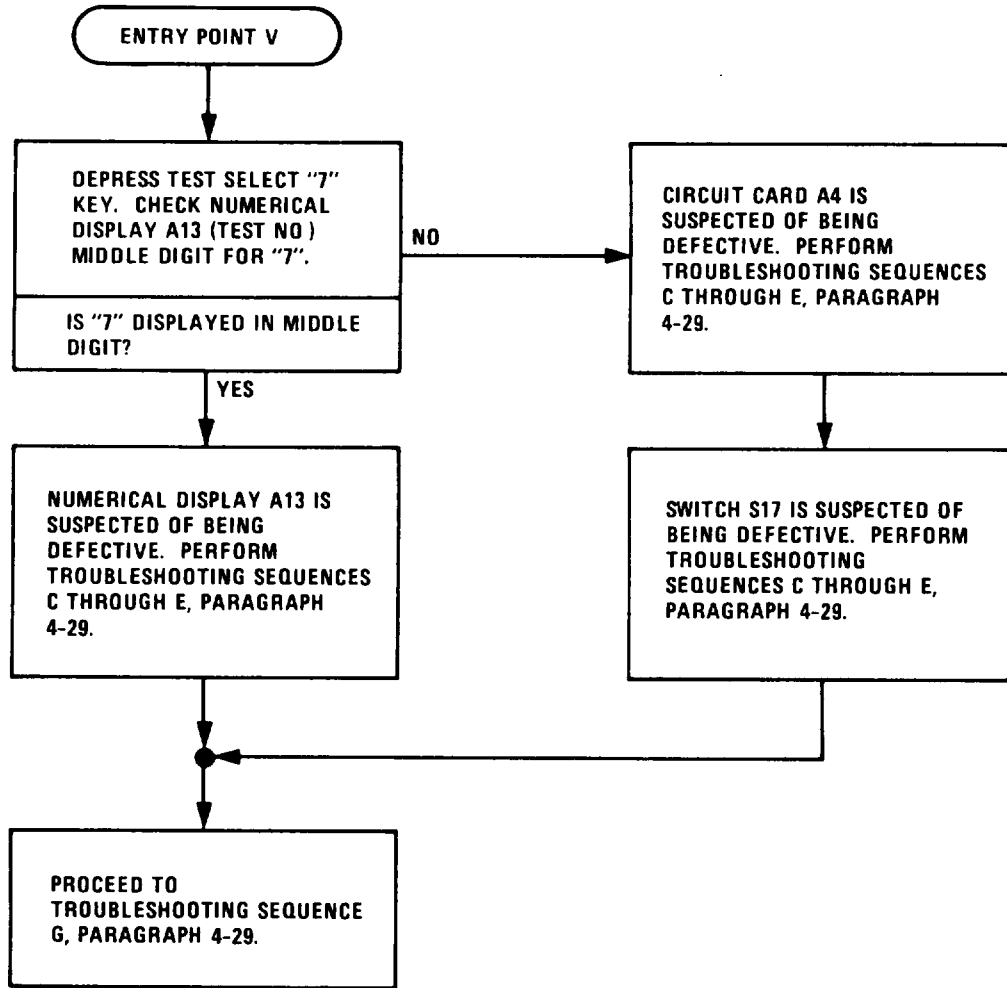 ENTRY POINT V
DEPRESS TEST SELECT "7"
KEY. CHECK NUMERICAL
DISPLAY A13 (TEST NO)
MIDDLE DIGIT FOR "7".
IS "7" DISPLAYED IN MIDDLE
DIGIT?
NO
YES
CIRCUIT CARD A4 IS
SUSPECTED OF BEING
DEFECTIVE. PERFORM
TROUBLESHOOTING SEQUENCES
C THROUGH E, PARAGRAPH
4-29.
NUMERICAL DISPLAY A13 IS
SUSPECTED OF BEING
DEFECTIVE. PERFORM
TROUBLESHOOTING SEQUENCES
C THROUGH E, PARAGRAPH
4-29.
SWITCH S17 IS SUSPECTED OF
BEING DEFECTIVE. PERFORM
TROUBLESHOOTING
SEQUENCES C THROUGH E,
PARAGRAPH 4-29.
PROCEED TO
TROUBLESHOOTING SEQUENCE
G, PARAGRAPH 4-29.